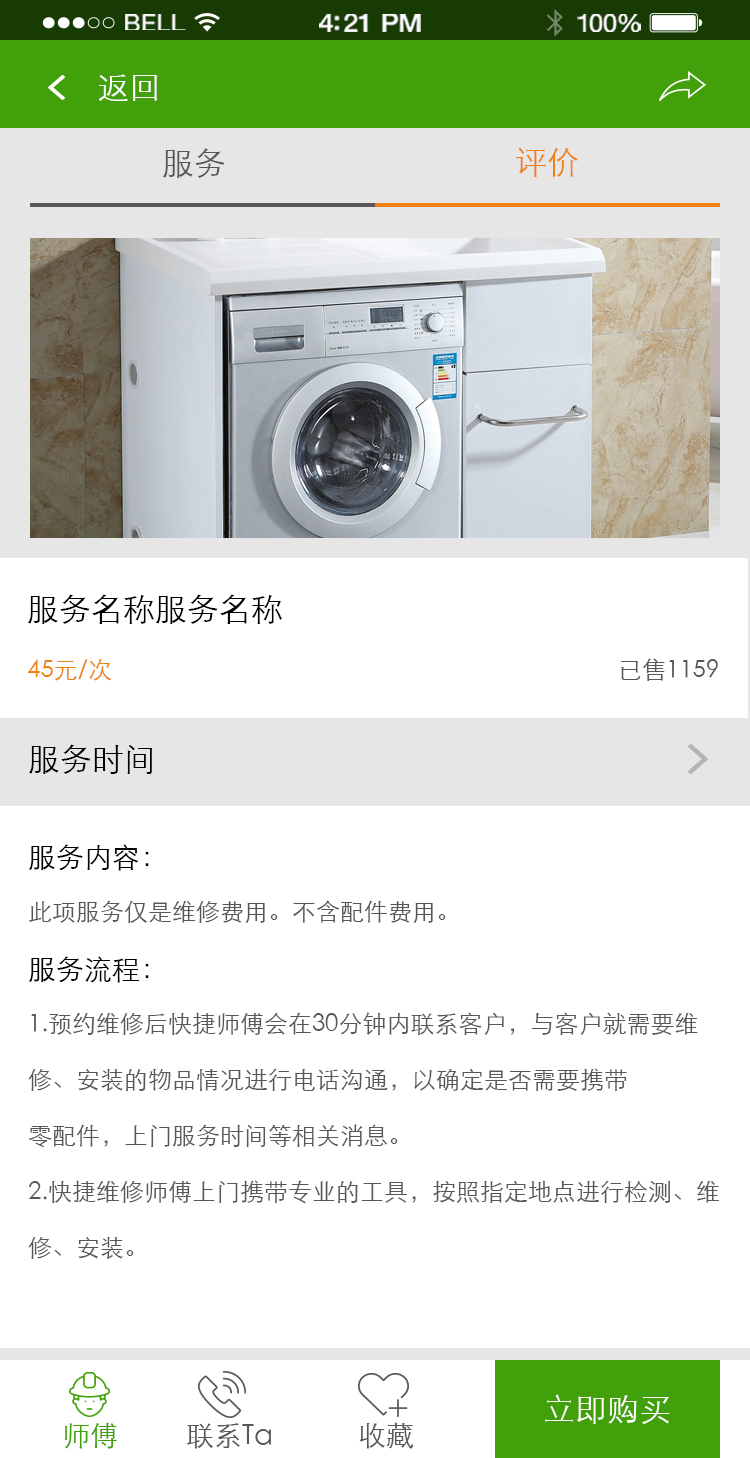 BELL 4:21 PM 100%
返回
服务 评价
服务名称服务名称
45元/次 已售1159
服务时间
服务内容：
此项服务仅是维修费用。不含配件费用。
服务流程：
1.预约维修后快捷师傅会在30分钟内联系客户，与客户就需要维
修、安装的物品情况进行电话沟通，以确定是否需要携带
零配件，上门服务时间等相关消息。
2.快捷维修师傅上门携带专业的工具，按照指定地点进行检测、维
修、安装。
师傅 联系Ta 收藏 立即购买